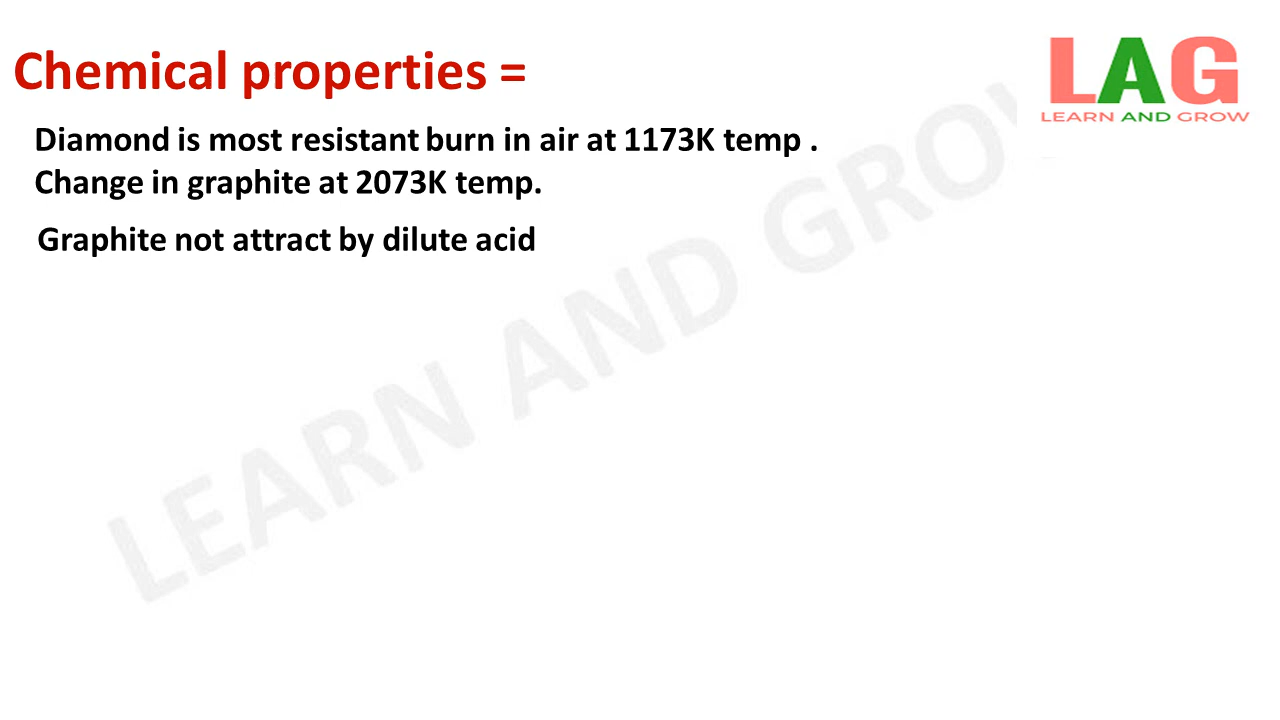 Chemical properties =
LAG
LEARN AND GROW
Diamond is most resistant burn in air at 1173K temp .
Change in graphite at 2073K temp.
Graphite not attract by dilute acid
LEARN AND GROW